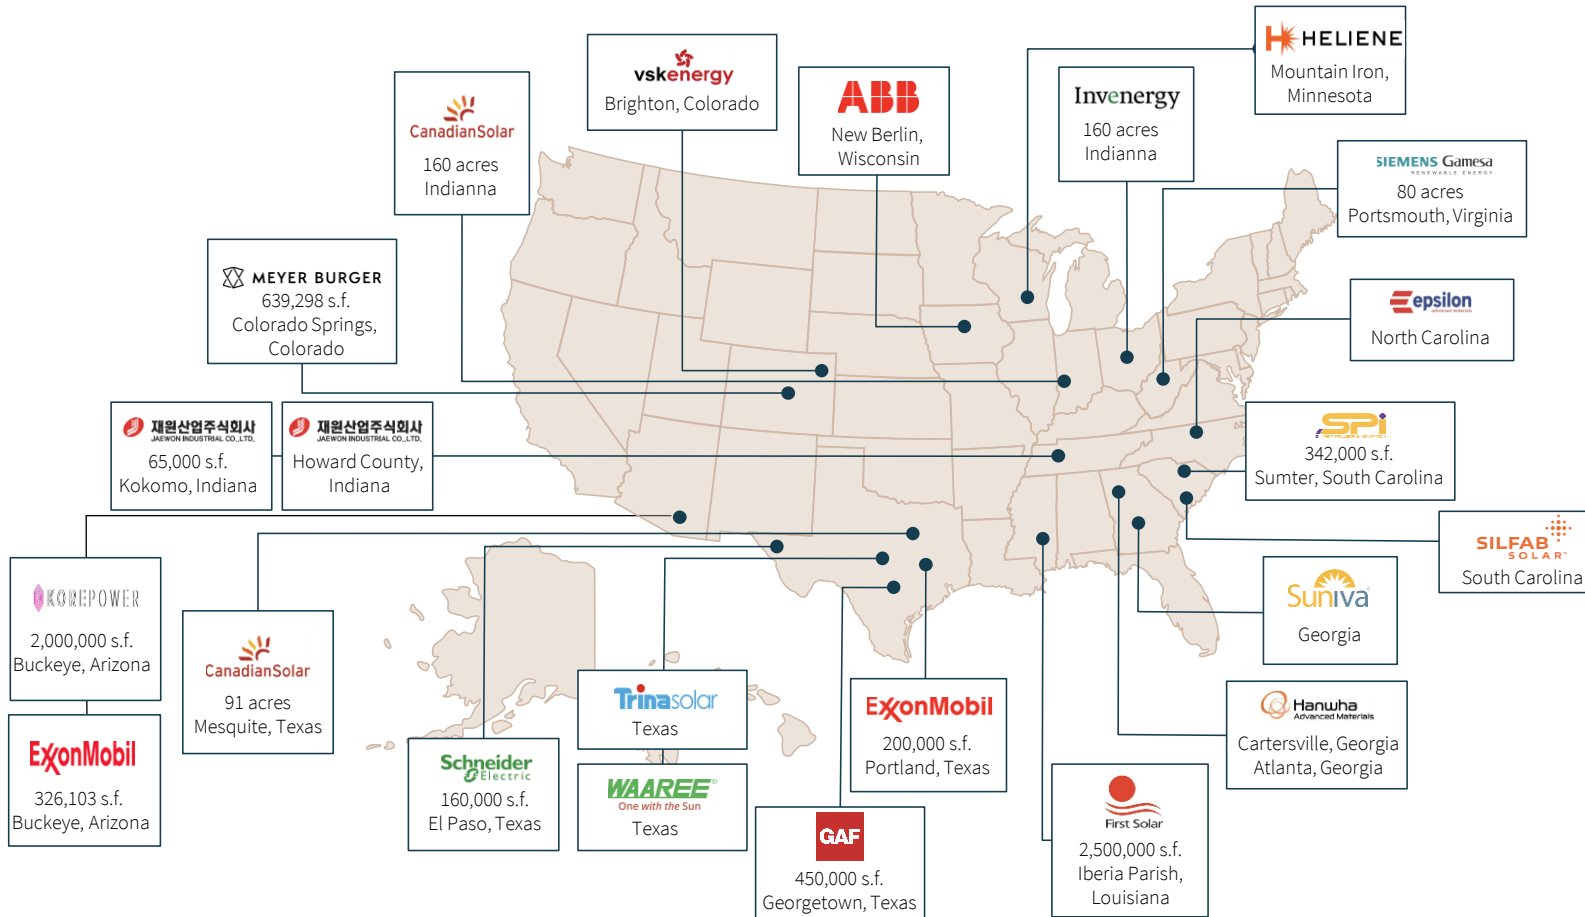 HELIENE
Mountain Iron,
Minnesota
vskenergy
Brighton, Colorado
ABB
New Berlin,
Wisconsin
Invenergy
160 acres
Indianna
CanadianSolar
160 acres
Indianna
SIEMENS Gamesa
RENEWABLE ENERGY
80 acres
Portsmouth, Virginia
MEYER BURGER
639,298 s.f.
Colorado Springs,
Colorado
epsilon
advanced materials
North Carolina
재원산업주식회사
JAEWON INDUSTRIAL CO.,LTD.
65,000 s.f.
Kokomo, Indiana
재원산업주식회사
JAEWON INDUSTRIAL CO.,LTD.
Howard County,
Indiana
SPi
342,000 s.f.
Sumter, South Carolina
SILFAB
SOLAR
South Carolina
KOREPOWER
2,000,000 s.f.
Buckeye, Arizona
Suniva
Georgia
CanadianSolar
91 acres
Mesquite, Texas
Trinasolar
Texas
ExxonMobil
200,000 s.f.
Portland, Texas
Hanwha
Advanced Materials
Cartersville, Georgia
Atlanta, Georgia
ExxonMobil
326,103 s.f.
Buckeye, Arizona
Schneider
Electric
160,000 s.f.
El Paso, Texas
WAAREE
One with the Sun
Texas
GAF
450,000 s.f.
Georgetown, Texas
First Solar
2,500,000 s.f.
Iberia Parish,
Louisiana